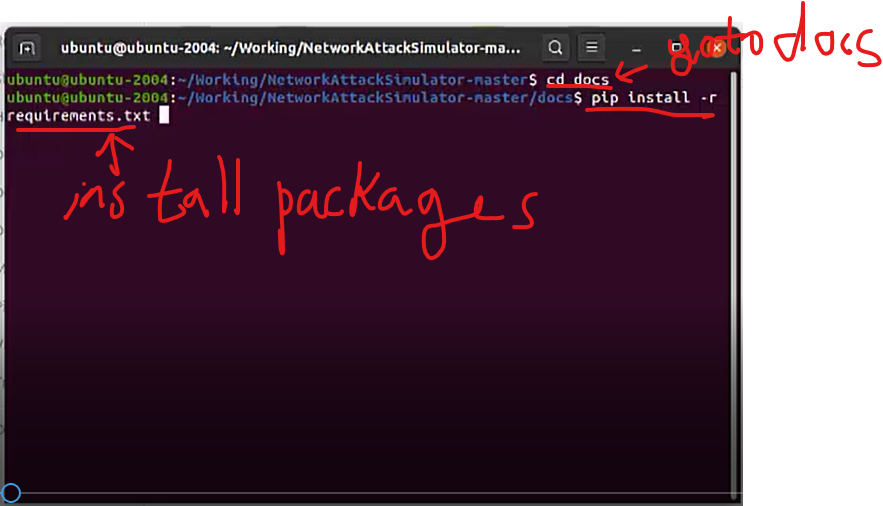 ubuntu@ubuntu-2004: ~/Working/NetworkAttackSimulator-ma...
goto docs
ubuntu@ubuntu-2004:~/Working/NetworkAttackSimulator-master$ cd docs
ubuntu@ubuntu-2004:~/Working/NetworkAttackSimulator-master/docs$ pip install -r
requirements.txt
install packages